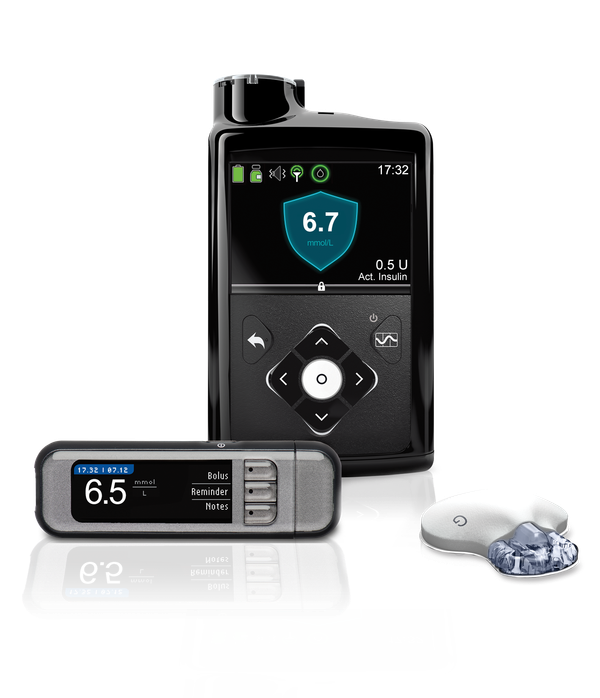 17:32
6.7
mmol/L
0.5 U
Act. Insulin
17.32 | 07.12
6.5 mmol
L
Bolus
Reminder
Notes